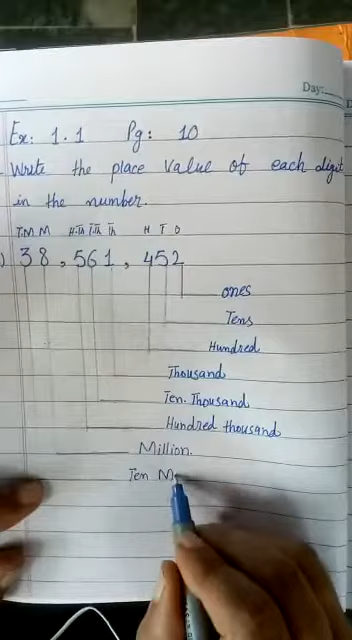 Day:
Ex: 1.1 Pg: 10
Write the place value of each digit
in the number.
T.M M H.Th T.Th Th H T O
) 38,561,452
ones
Tens
Hundred
Thousand
Ten.Thousand
Hundred thousand
Million.
Ten M